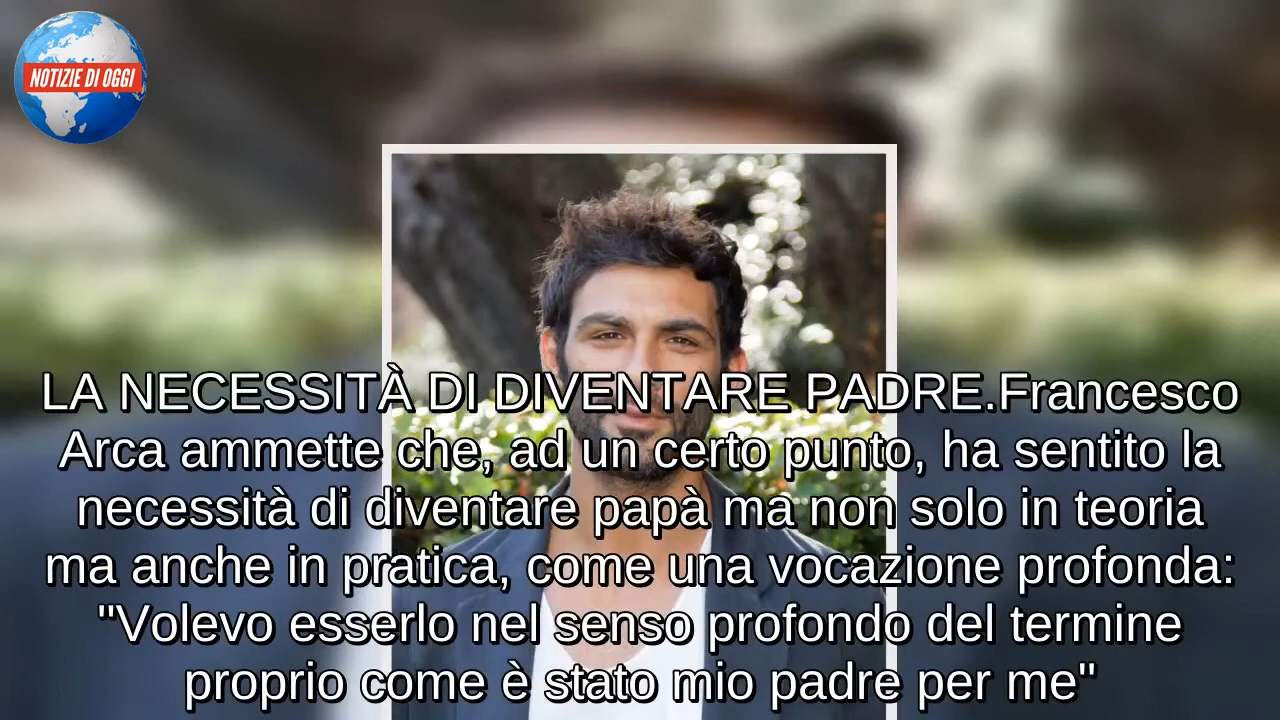 NOTIZIE DI OGGI
LA NECESSITÀ DI DIVENTARE PADRE.Francesco
Arca ammette che, ad un certo punto, ha sentito la
necessità di diventare papà ma non solo in teoria
ma anche in pratica, come una vocazione profonda:
"Volevo esserlo nel senso profondo del termine
proprio come è stato mio padre per me"